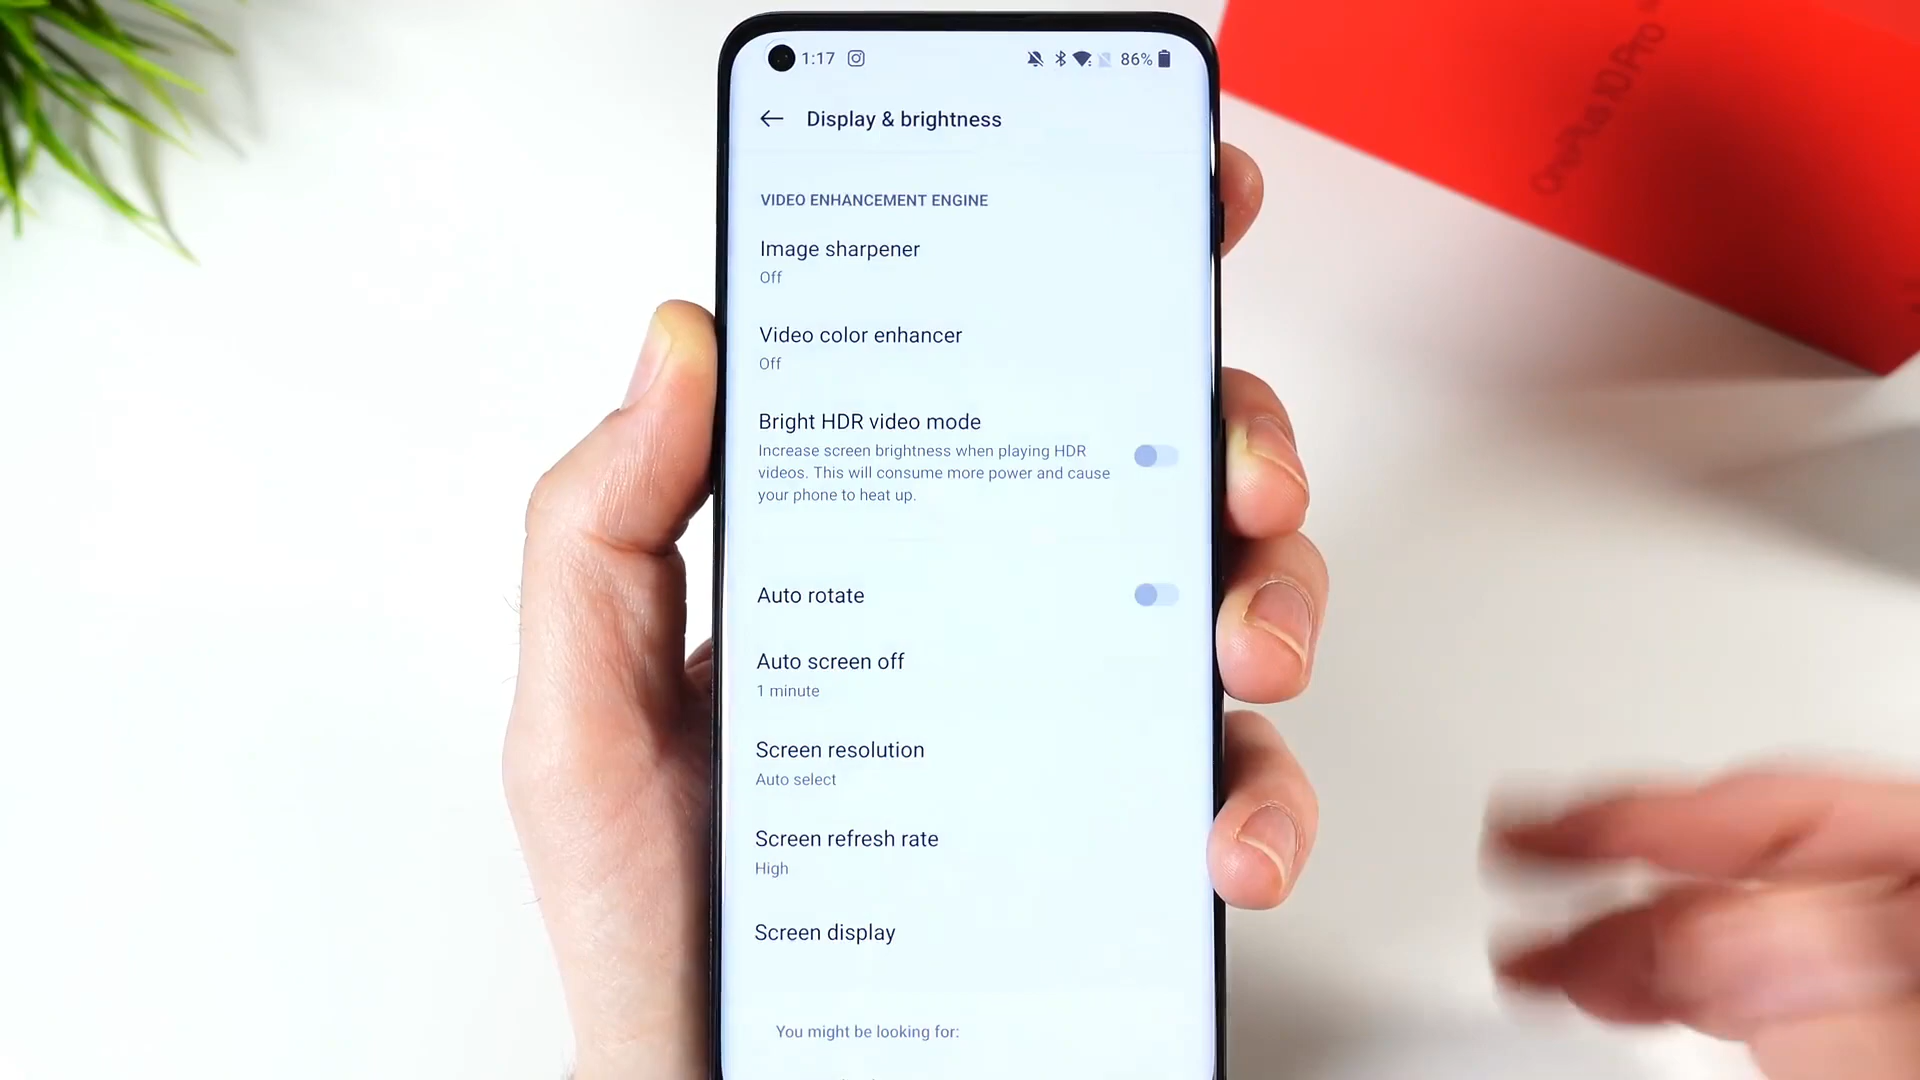 1:17
86%
Display & brightness
VIDEO ENHANCEMENT ENGINE
Image sharpener
Off
Video color enhancer
Off
Bright HDR video mode
Increase screen brightness when playing HDR
videos. This will consume more power and cause
your phone to heat up.
Auto rotate
Auto screen off
1 minute
Screen resolution
Auto select
Screen refresh rate
High
Screen display
You might be looking for:
OnePlus 10 Pro